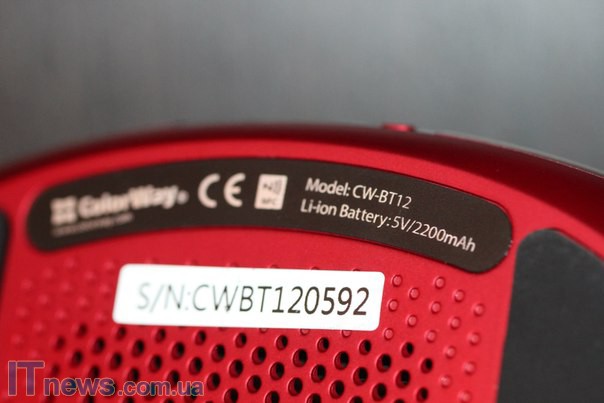 ColorWay®
CE
NFC
Model: CW-BT12
Li-ion Battery:5V/2200mAh
S/N:CWBT120592
ITnews.com.ua